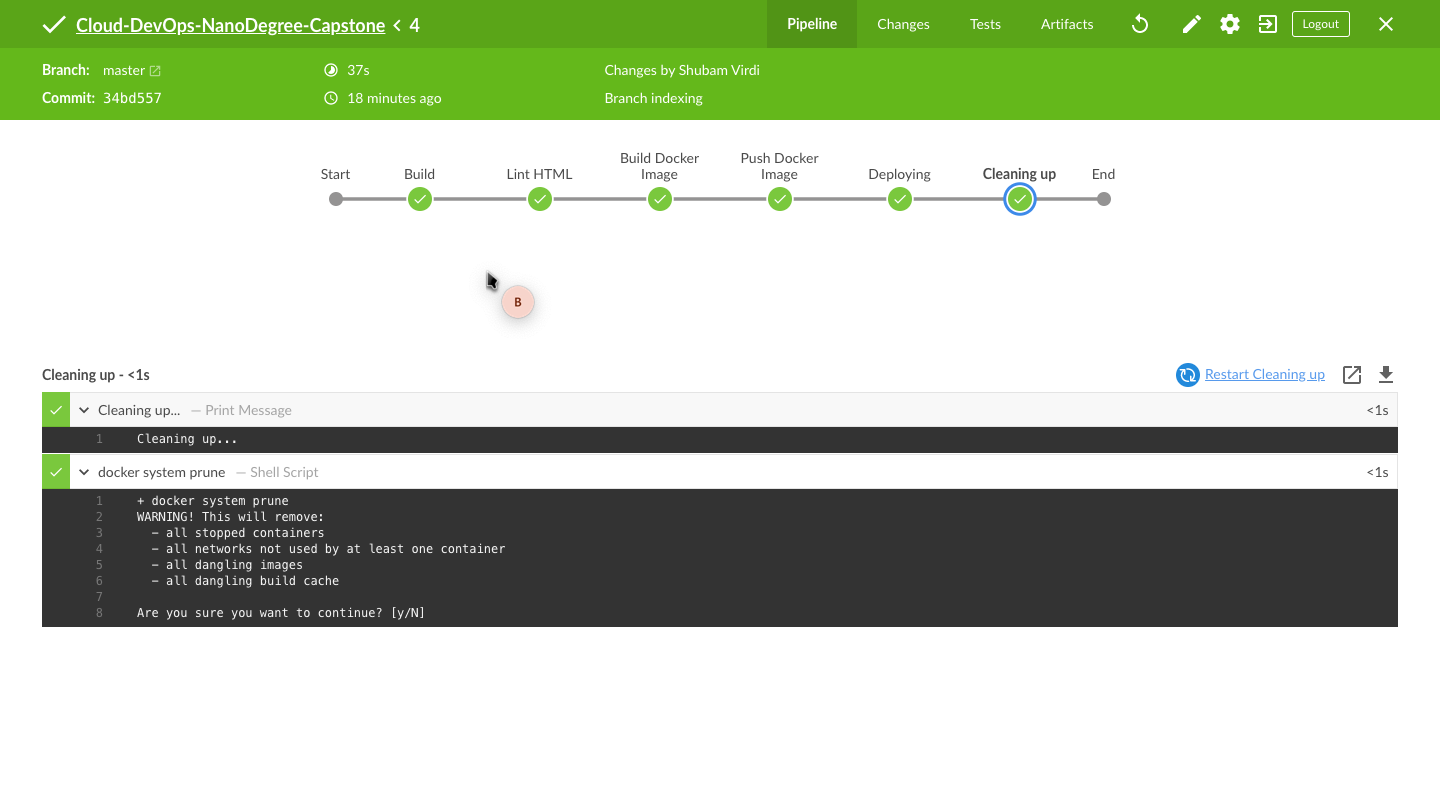 Cloud-DevOps-NanoDegree-Capstone < 4
Pipeline Changes Tests Artifacts Logout
Branch: master 37s Changes by Shubam Virdi
Commit: 34bd557 18 minutes ago Branch indexing
Start Build Lint HTML Build Docker Image Push Docker Image Deploying Cleaning up End
B
Cleaning up - <1s Restart Cleaning up
Cleaning up... — Print Message <1s
1 Cleaning up...
docker system prune — Shell Script <1s
1 + docker system prune
2 WARNING! This will remove:
3 - all stopped containers
4 - all networks not used by at least one container
5 - all dangling images
6 - all dangling build cache
7
8 Are you sure you want to continue? [y/N]